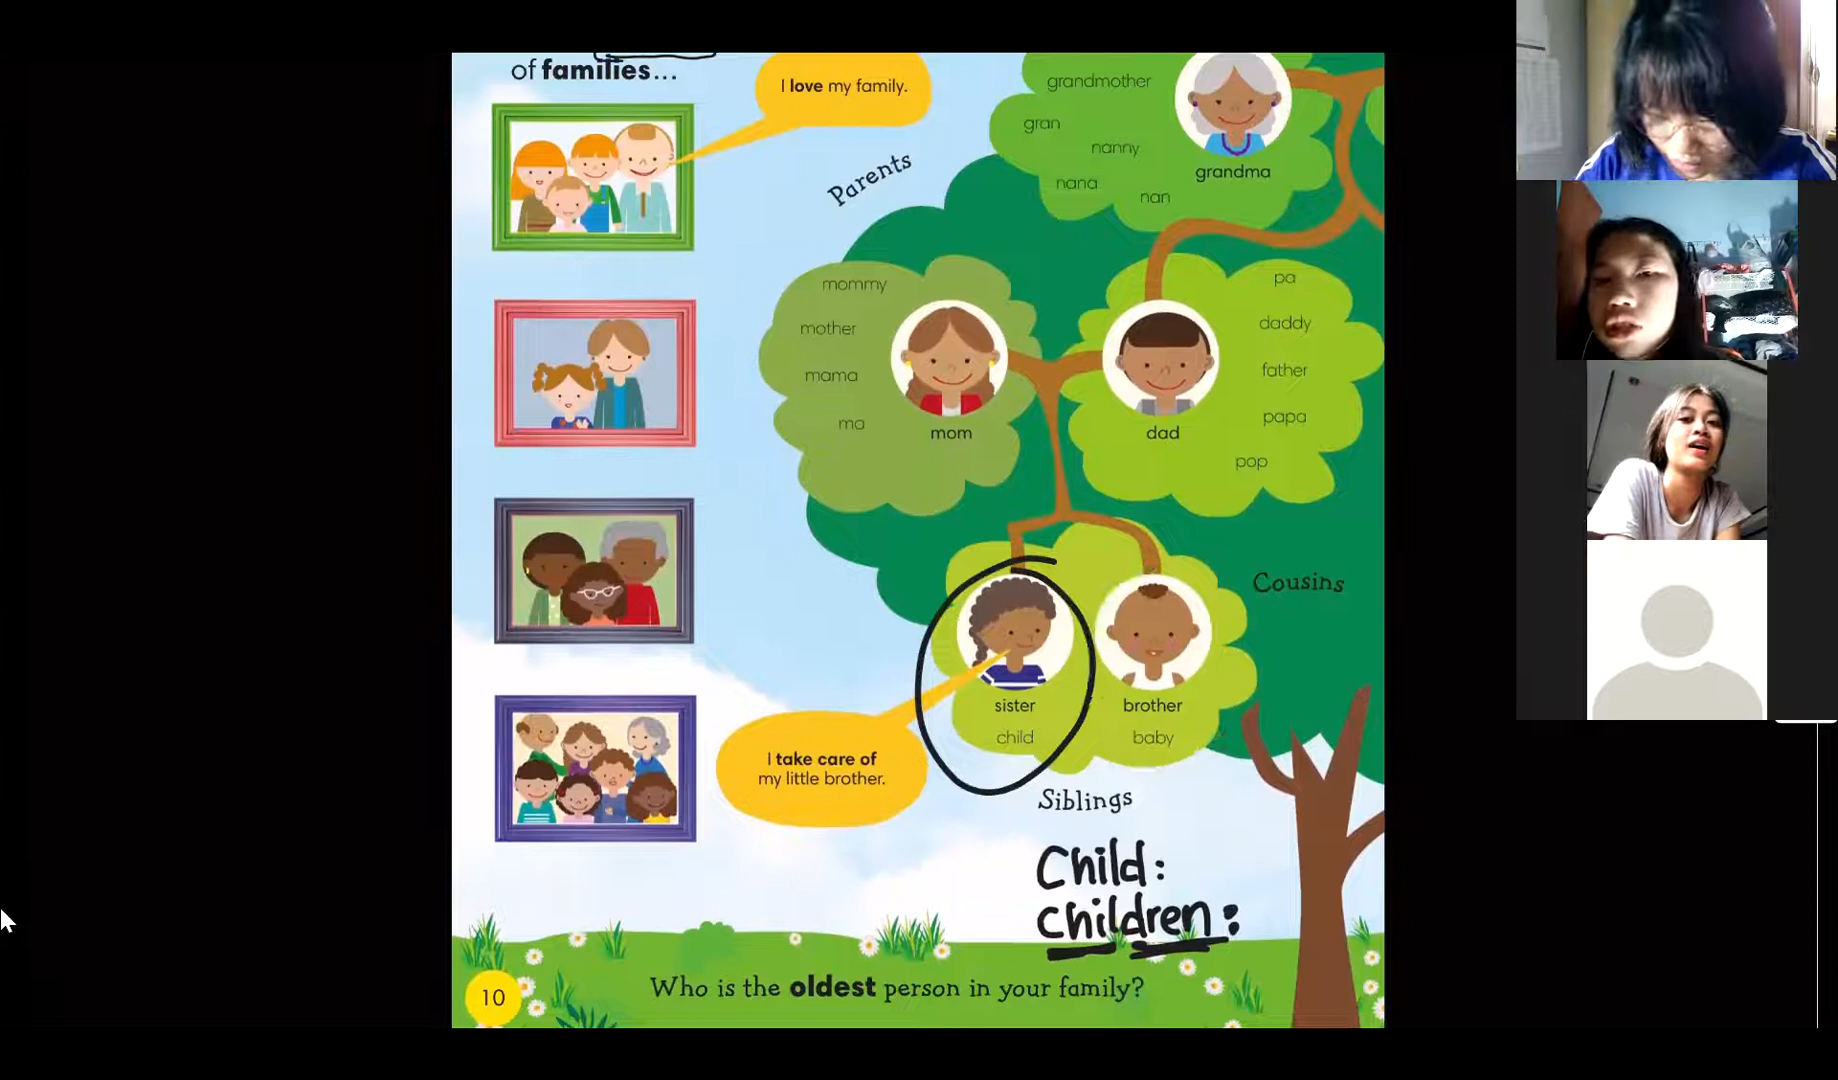 of families...
I love my family.
Parents
grandmother
gran
nanny
nana
nan
grandma
mommy
mother
mama
ma
mom
pa
daddy
father
papa
pop
dad
Cousins
sister
child
brother
baby
I take care of
my little brother.
Siblings
Child:
children:
Who is the oldest person in your family?
10